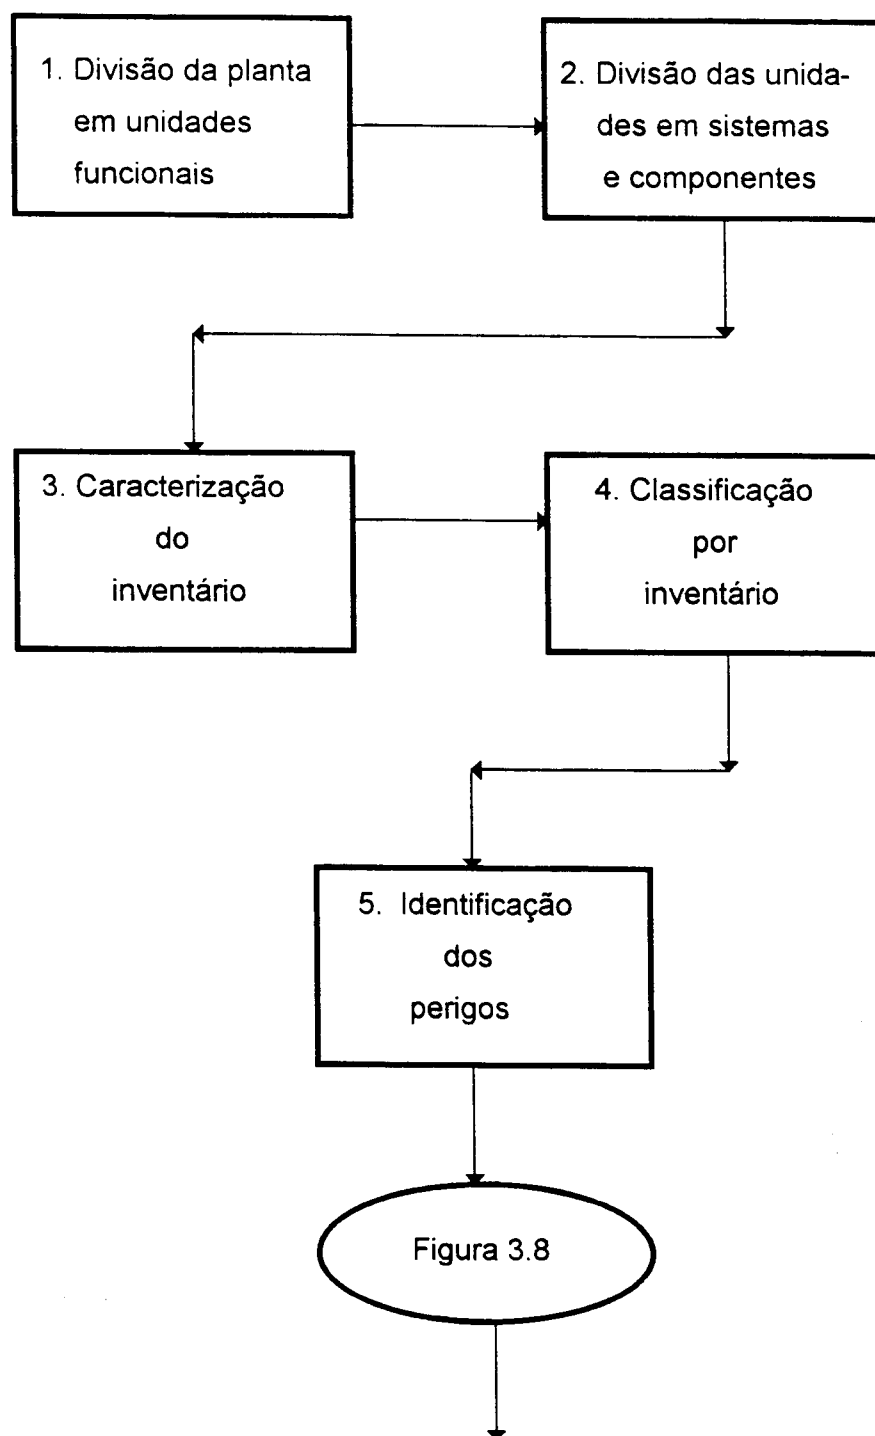 1. Divisão da planta
em unidades
funcionais
2. Divisão das unida-
des em sistemas
e componentes
3. Caracterização
do
inventário
4. Classificação
por
inventário
5. Identificação
dos
perigos
Figura 3.8